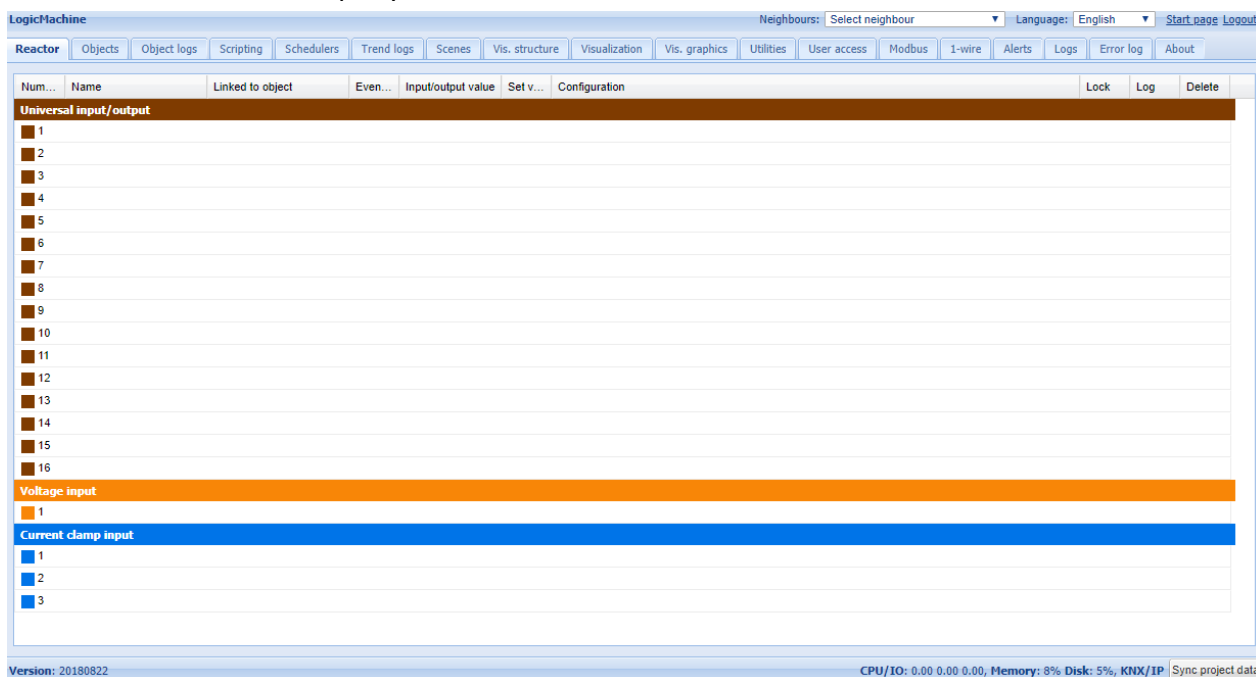 LogicMachine Neighbours: Select neighbour Language: English Start page Logout
Reactor Objects Object logs Scripting Schedulers Trend logs Scenes Vis. structure Visualization Vis. graphics Utilities User access Modbus 1-wire Alerts Logs Error log About
Num... Name Linked to object Even... Input/output value Set v... Configuration Lock Log Delete
Universal input/output
1
2
3
4
5
6
7
8
9
10
11
12
13
14
15
16
Voltage input
1
Current clamp input
1
2
3
Version: 20180822 CPU/IO: 0.00 0.00 0.00, Memory: 8% Disk: 5%, KNX/IP Sync project data